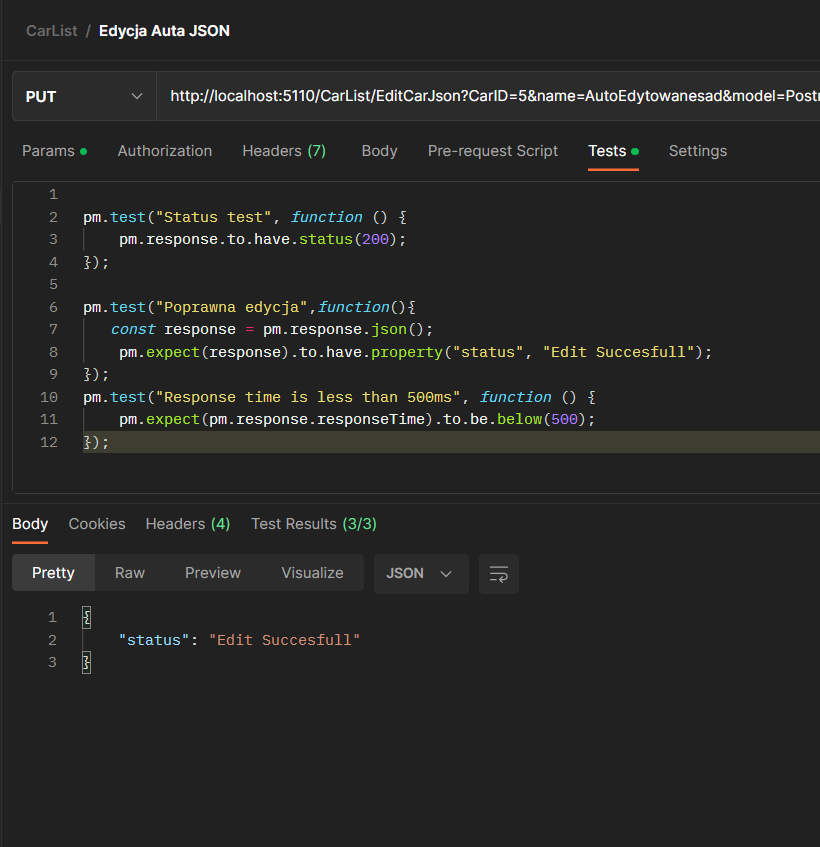 CarList / Edycja Auta JSON
PUT http://localhost:5110/CarList/EditCarJson?CarID=5&name=AutoEdytowanesad&model=Postr
Params Authorization Headers (7) Body Pre-request Script Tests Settings
1
2 pm.test("Status test", function () {
3 pm.response.to.have.status(200);
4 });
5
6 pm.test("Poprawna edycja",function(){
7 const response = pm.response.json();
8 pm.expect(response).to.have.property("status", "Edit Succesfull");
9 });
10 pm.test("Response time is less than 500ms", function () {
11 pm.expect(pm.response.responseTime).to.be.below(500);
12 });
Body Cookies Headers (4) Test Results (3/3)
Pretty Raw Preview Visualize JSON
1 {
2 "status": "Edit Succesfull"
3 }